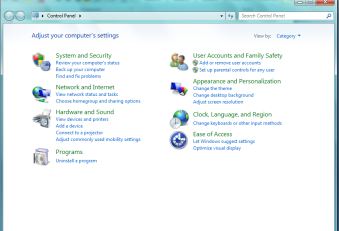 Control Panel
Search Control Panel
Adjust your computer's settings
View by: Category
System and Security
Review your computer's status
Back up your computer
Find and fix problems
Network and Internet
View network status and tasks
Choose homegroup and sharing options
Hardware and Sound
View devices and printers
Add a device
Connect to a projector
Adjust commonly used mobility settings
Programs
Uninstall a program
User Accounts and Family Safety
Add or remove user accounts
Set up parental controls for any user
Appearance and Personalization
Change the theme
Change desktop background
Adjust screen resolution
Clock, Language, and Region
Change keyboards or other input methods
Ease of Access
Let Windows suggest settings
Optimize visual display